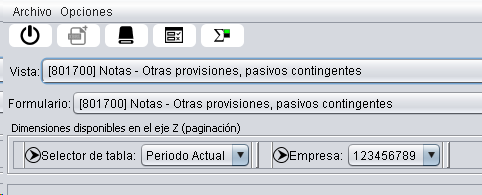 Archivo Opciones
Vista: [801700] Notas - Otras provisiones, pasivos contingentes
Formulario: [801700] Notas - Otras provisiones, pasivos contingentes
Dimensiones disponibles en el eje Z (paginación)
Selector de tabla: Periodo Actual Empresa: 123456789